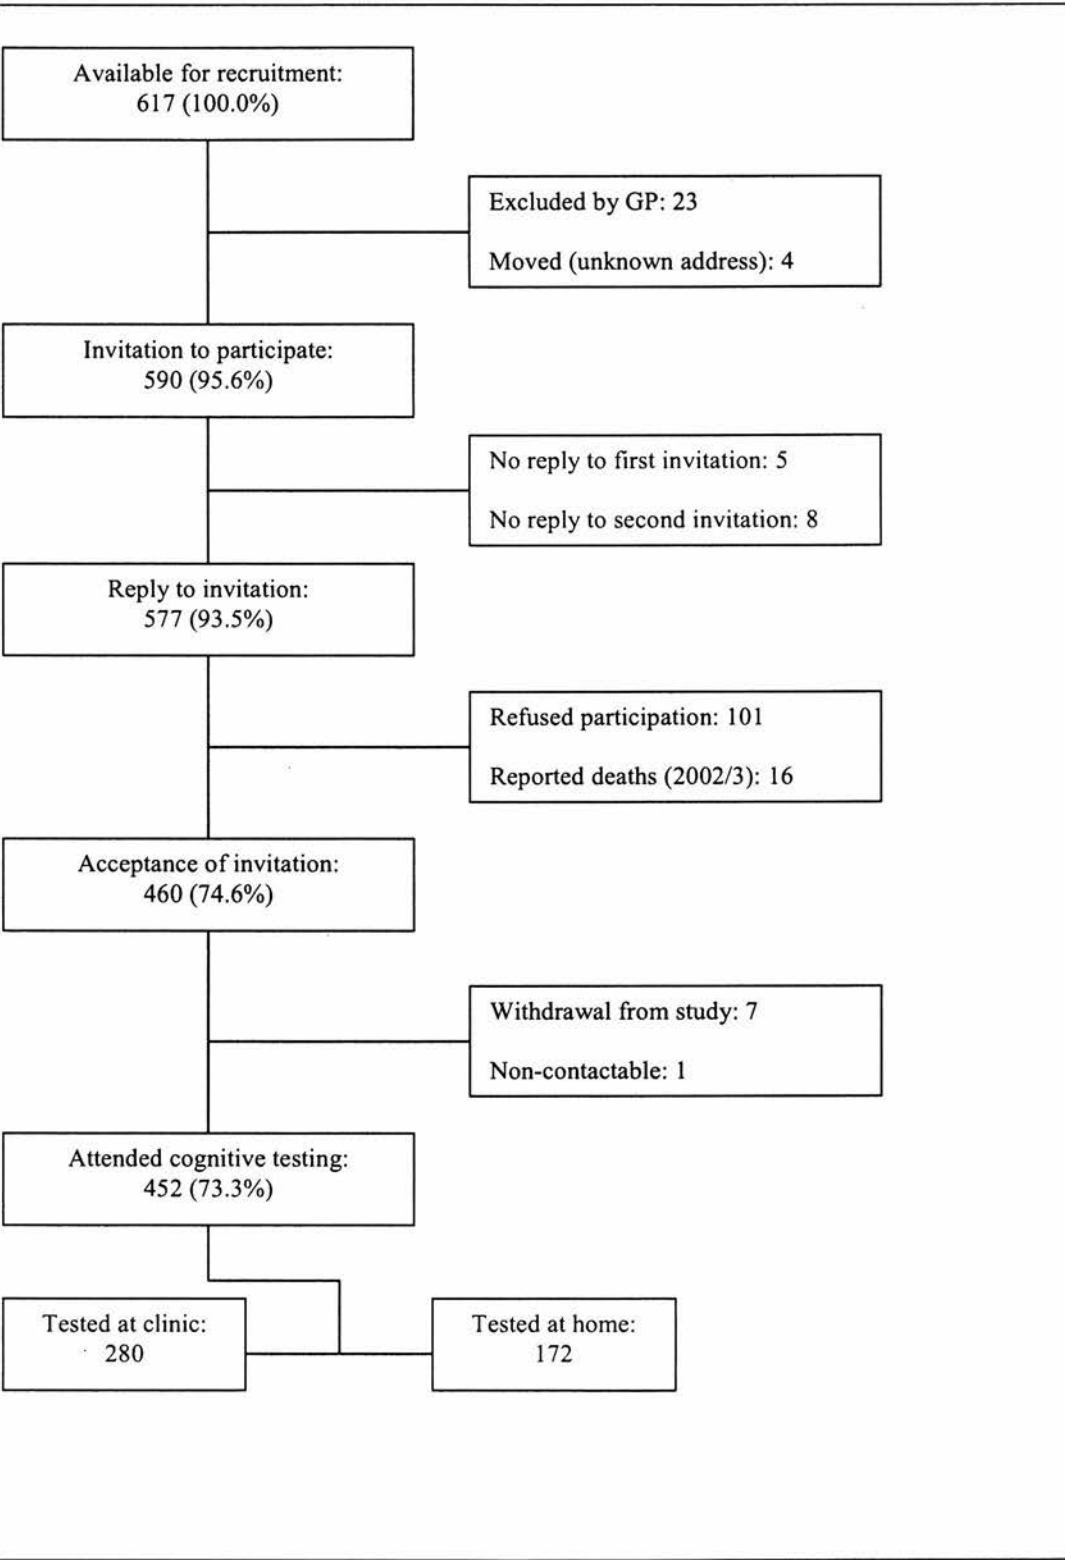 Available for recruitment:
617 (100.0%)
Excluded by GP: 23
Moved (unknown address): 4
Invitation to participate:
590 (95.6%)
No reply to first invitation: 5
No reply to second invitation: 8
Reply to invitation:
577 (93.5%)
Refused participation: 101
Reported deaths (2002/3): 16
Acceptance of invitation:
460 (74.6%)
Withdrawal from study: 7
Non-contactable: 1
Attended cognitive testing:
452 (73.3%)
Tested at clinic:
280
Tested at home:
172